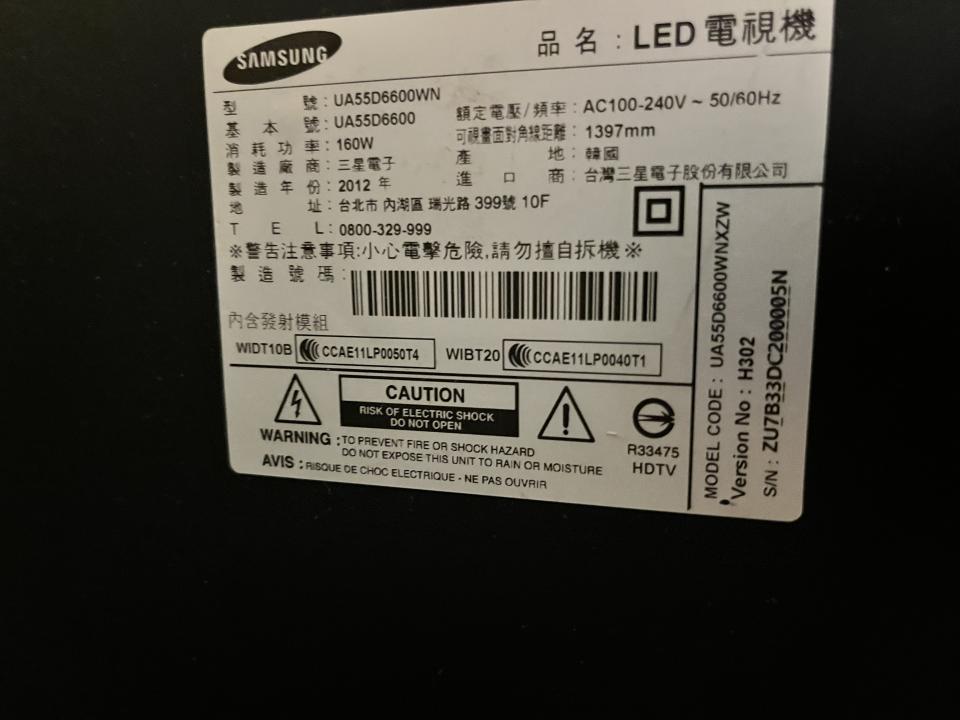 SAMSUNG
品名：LED 電視機
型號：UA55D6600WN
基本號：UA55D6600
額定電壓/頻率：AC100-240V ~ 50/60Hz
消耗功率：160W
可視畫面對角線距離：1397mm
製造廠商：三星電子
產地：韓國
製造年份：2012 年
進口商：台灣三星電子股份有限公司
地址：台北市 內湖區 瑞光路 399號 10F
TEL：0800-329-999
※警告注意事項:小心電擊危險,請勿擅自拆機※
製造號碼：
內含發射模組
WIDT10B CCAE11LP0050T4 WIBT20 CCAE11LP0040T1
CAUTION
RISK OF ELECTRIC SHOCK
DO NOT OPEN
WARNING : TO PREVENT FIRE OR SHOCK HAZARD
DO NOT EXPOSE THIS UNIT TO RAIN OR MOISTURE
AVIS : RISQUE DE CHOC ELECTRIQUE - NE PAS OUVRIR
R33475
HDTV
MODEL CODE : UA55D6600WNXZW
Version No : H302
S/N : ZU7B33DC200005N